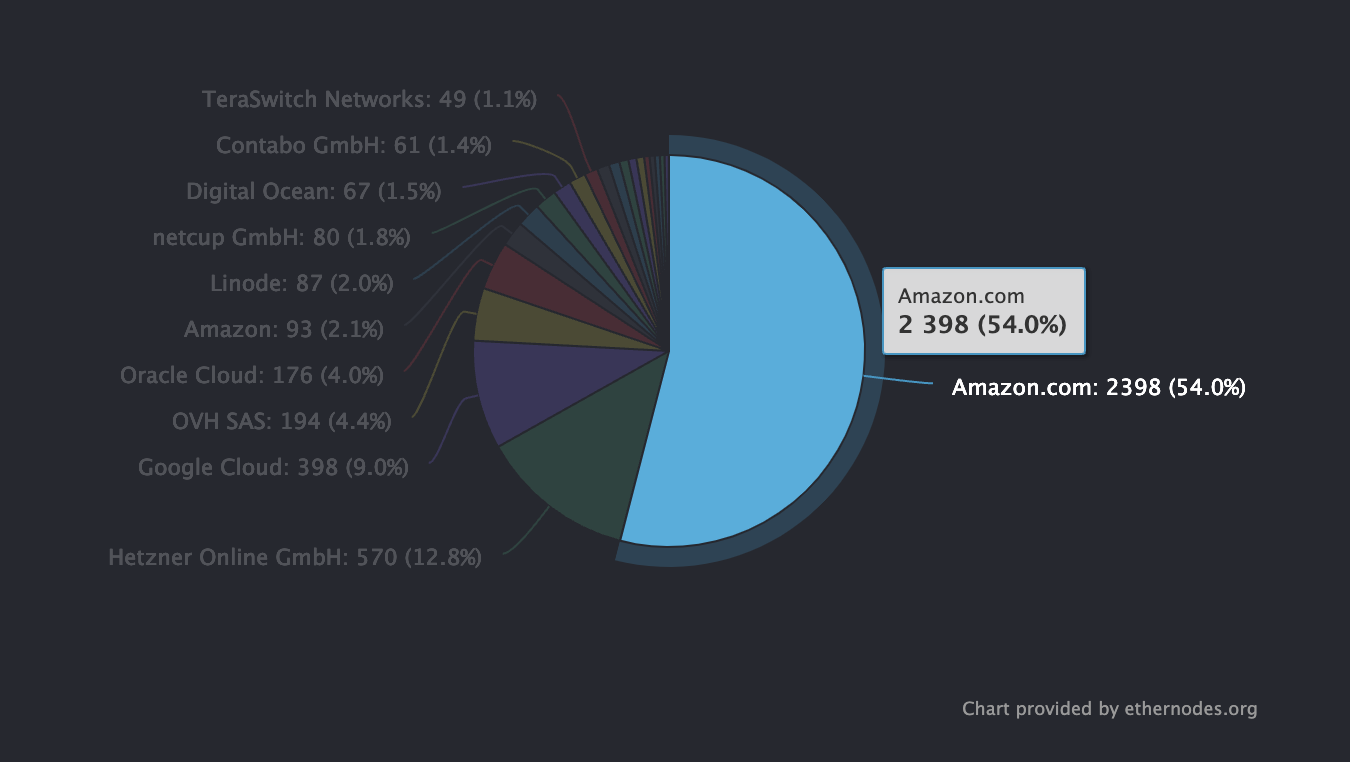 TeraSwitch Networks: 49 (1.1%)
Contabo GmbH: 61 (1.4%)
Digital Ocean: 67 (1.5%)
netcup GmbH: 80 (1.8%)
Linode: 87 (2.0%)
Amazon: 93 (2.1%)
Oracle Cloud: 176 (4.0%)
OVH SAS: 194 (4.4%)
Google Cloud: 398 (9.0%)
Hetzner Online GmbH: 570 (12.8%)
Amazon.com
2 398 (54.0%)
Amazon.com: 2398 (54.0%)
Chart provided by ethernodes.org